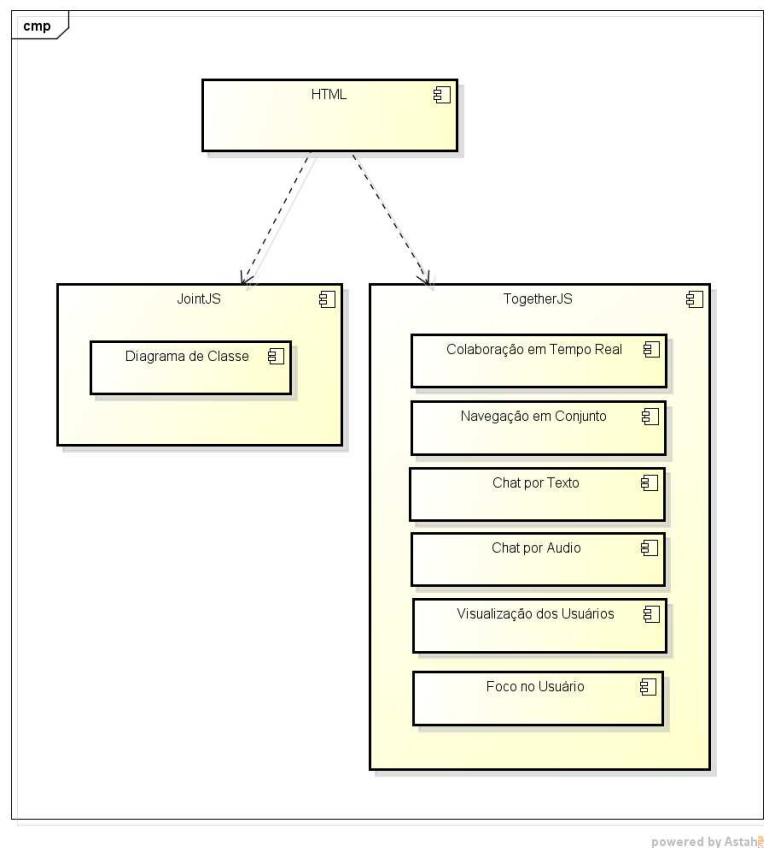 cmp
HTML
JointJS
Diagrama de Classe
TogetherJS
Colaboração em Tempo Real
Navegação em Conjunto
Chat por Texto
Chat por Audio
Visualização dos Usuários
Foco no Usuário
powered by Astah